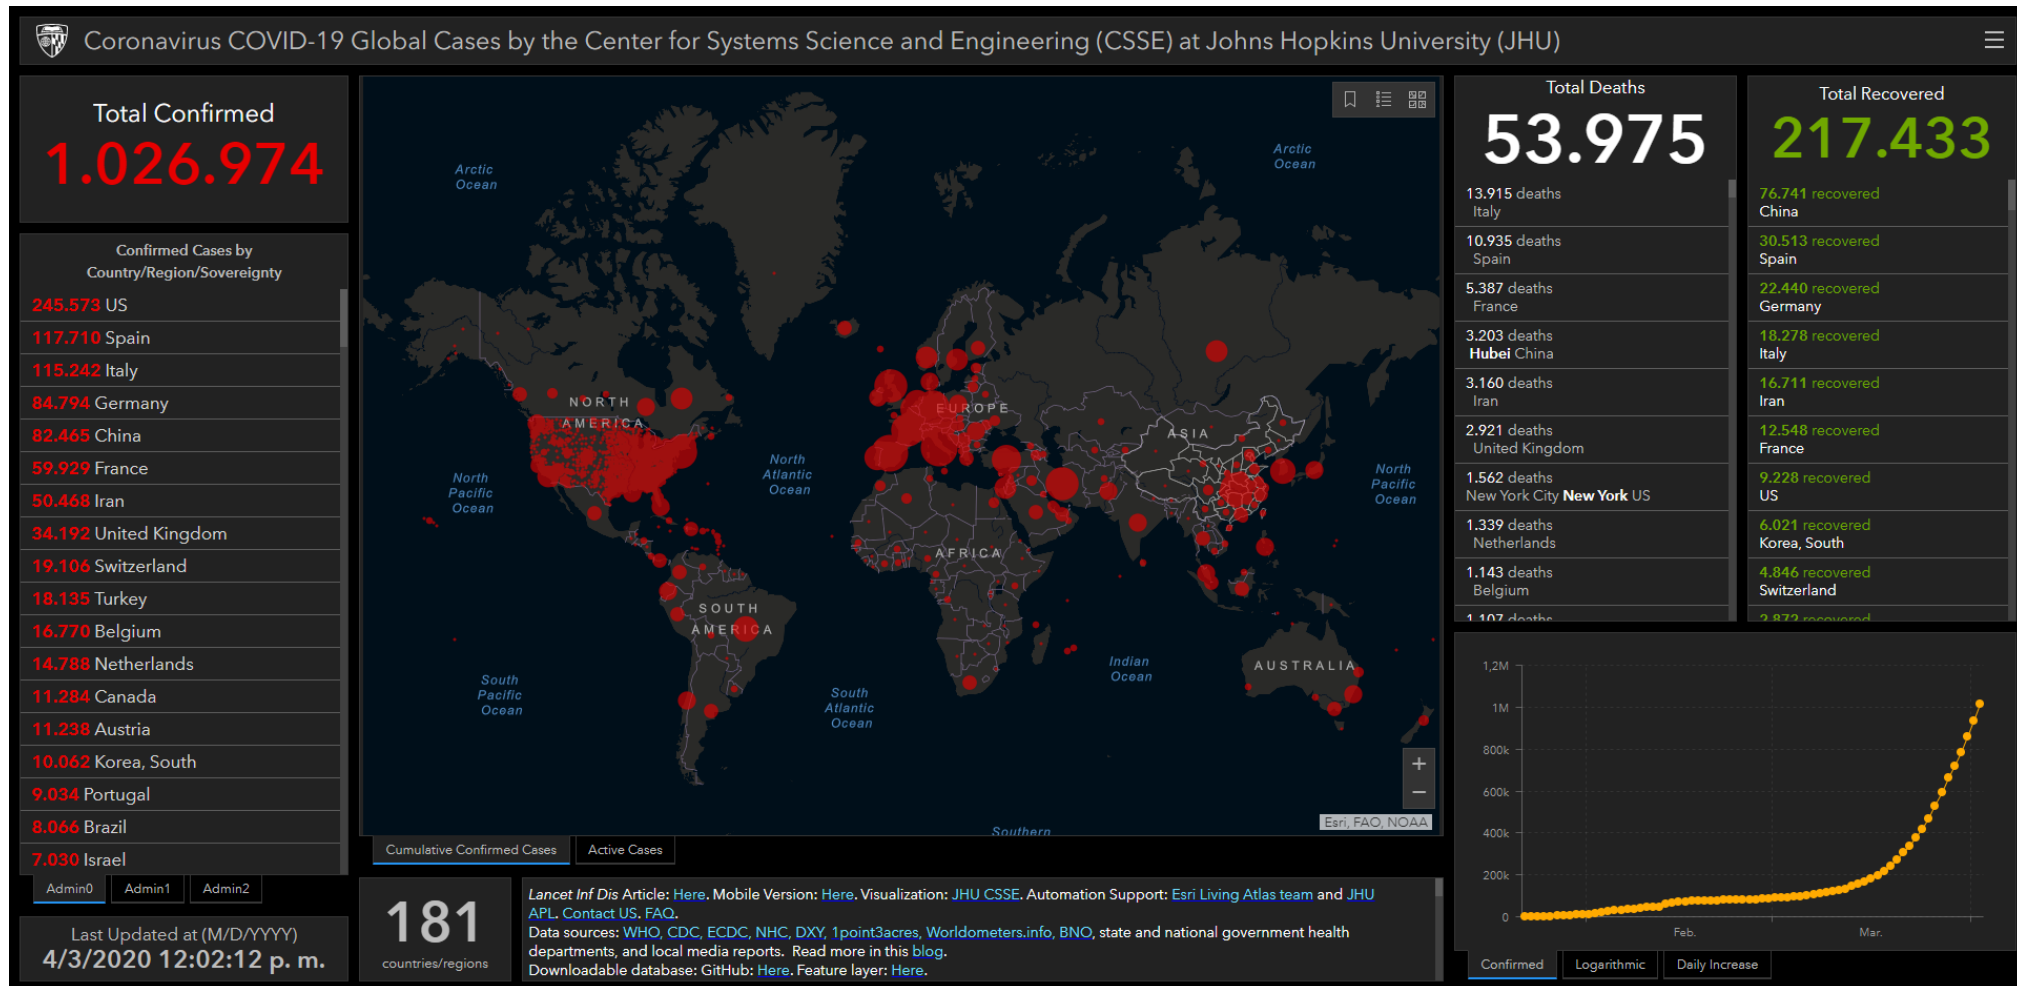 Coronavirus COVID-19 Global Cases by the Center for Systems Science and Engineering (CSSE) at Johns Hopkins University (JHU)
Total Confirmed
1.026.974
Confirmed Cases by
Country/Region/Sovereignty
245.573 US
117.710 Spain
115.242 Italy
84.794 Germany
82.465 China
59.929 France
50.468 Iran
34.192 United Kingdom
19.106 Switzerland
18.135 Turkey
16.770 Belgium
14.788 Netherlands
11.284 Canada
11.238 Austria
10.062 Korea, South
9.034 Portugal
8.066 Brazil
7.030 Israel
Admin0
Admin1
Admin2
Last Updated at (M/D/YYYY)
4/3/2020 12:02:12 p. m.
Arctic
Ocean
Arctic
Ocean
NORTH
AMERICA
EUROPE
ASIA
North
Pacific
Ocean
North
Atlantic
Ocean
North
Pacific
Ocean
AFRICA
SOUTH
AMERICA
Indian
Ocean
AUSTRALIA
South
Pacific
Ocean
South
Atlantic
Ocean
Southern
+
−
Esri, FAO, NOAA
Cumulative Confirmed Cases
Active Cases
181
countries/regions
Lancet Inf Dis Article: Here. Mobile Version: Here. Visualization: JHU CSSE. Automation Support: Esri Living Atlas team and JHU
APL. Contact US. FAQ.
Data sources: WHO, CDC, ECDC, NHC, DXY, 1point3acres, Worldometers.info, BNO, state and national government health
departments, and local media reports. Read more in this blog.
Downloadable database: GitHub: Here. Feature layer: Here.
Total Deaths
53.975
13.915 deaths
Italy
10.935 deaths
Spain
5.387 deaths
France
3.203 deaths
Hubei China
3.160 deaths
Iran
2.921 deaths
United Kingdom
1.562 deaths
New York City New York US
1.339 deaths
Netherlands
1.143 deaths
Belgium
1.107 deaths
Total Recovered
217.433
76.741 recovered
China
30.513 recovered
Spain
22.440 recovered
Germany
18.278 recovered
Italy
16.711 recovered
Iran
12.548 recovered
France
9.228 recovered
US
6.021 recovered
Korea, South
4.846 recovered
Switzerland
2.872 recovered
1,2M
1M
800k
600k
400k
200k
0
Feb.
Mar.
Confirmed
Logarithmic
Daily Increase